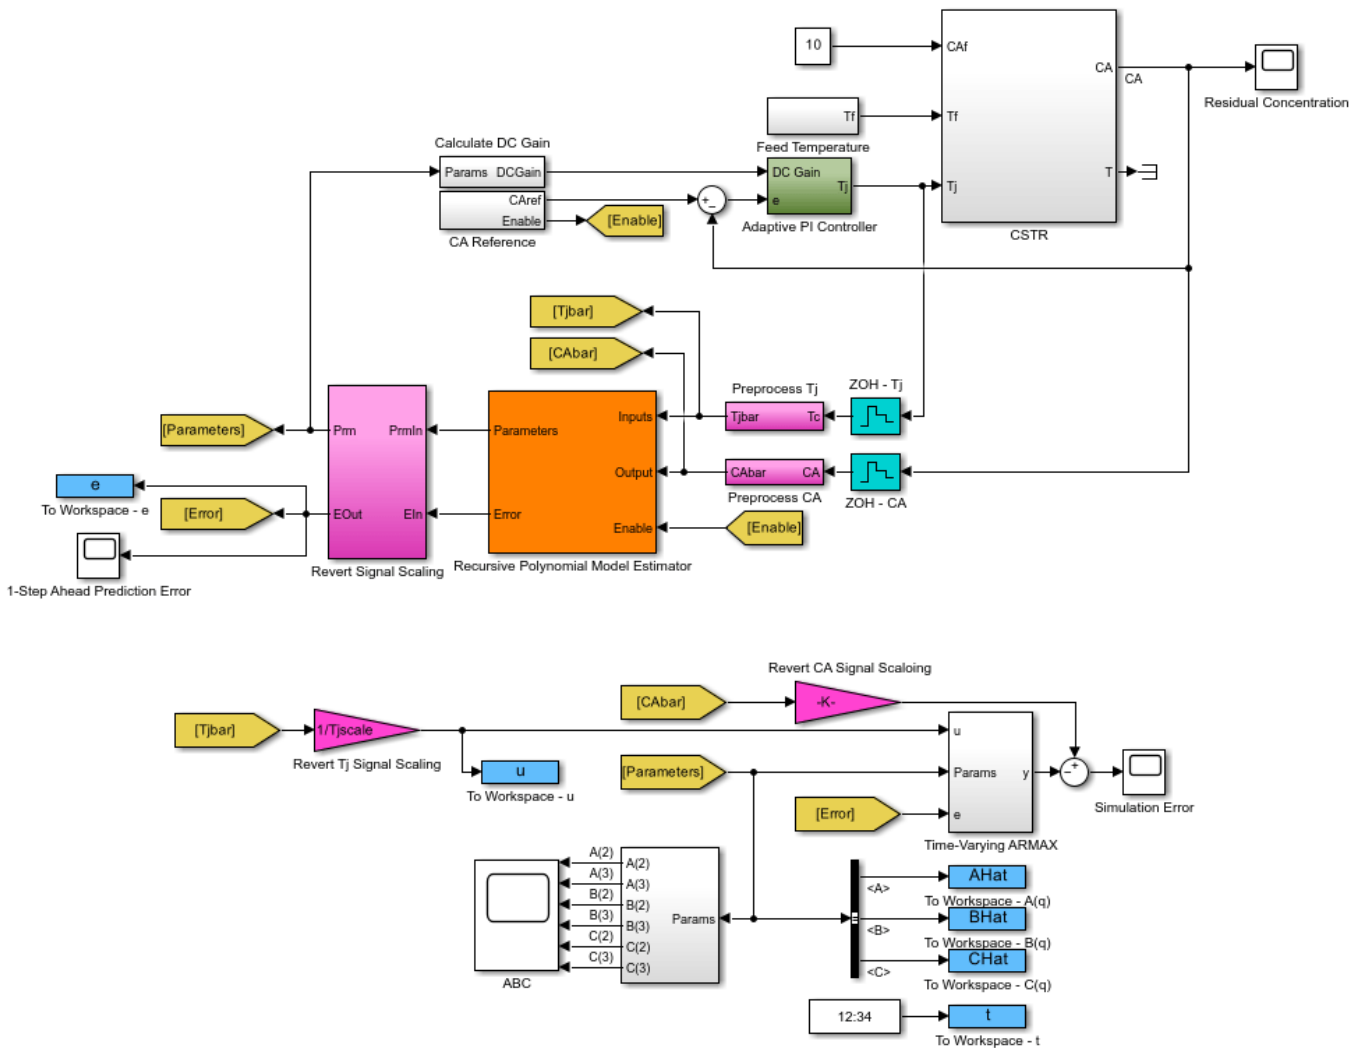 10
CAf
CA
CA
Residual Concentration
Tf
Tf
Feed Temperature
Calculate DC Gain
Params DCGain
DC Gain
Tj
e
Tj
T
CAref
Enable
[Enable]
+
-
CA Reference
Adaptive PI Controller
CSTR
[Tjbar]
[CAbar]
Preprocess Tj
ZOH - Tj
Inputs
Tjbar Tc
[Parameters]
Prm PrmIn
Parameters
Output
CAbar CA
Preprocess CA
ZOH - CA
e
To Workspace - e
[Error]
EOut EIn
Error
Enable
[Enable]
Revert Signal Scaling
Recursive Polynomial Model Estimator
1-Step Ahead Prediction Error
Revert CA Signal Scaloing
[CAbar]
-K-
[Tjbar]
1/Tjscale
Revert Tj Signal Scaling
u
[Parameters]
Params y
- +
u
To Workspace - u
[Error]
e
Simulation Error
Time-Varying ARMAX
A(2) A(2)
A(3) A(3)
B(2) B(2)
B(3) B(3)
C(2) C(2)
C(3) C(3)
Params
ABC
<A>
AHat
To Workspace - A(q)
<B>
BHat
To Workspace - B(q)
<C>
CHat
To Workspace - C(q)
12:34
t
To Workspace - t